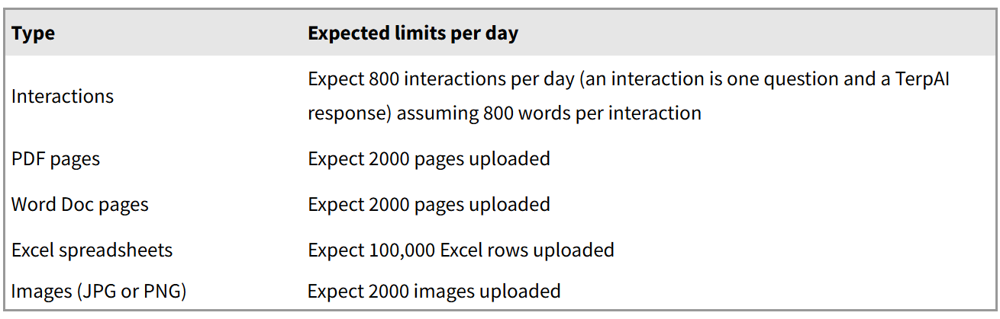 Type Expected limits per day
Interactions Expect 800 interactions per day (an interaction is one question and a TerpAI
response) assuming 800 words per interaction
PDF pages Expect 2000 pages uploaded
Word Doc pages Expect 2000 pages uploaded
Excel spreadsheets Expect 100,000 Excel rows uploaded
Images (JPG or PNG) Expect 2000 images uploaded